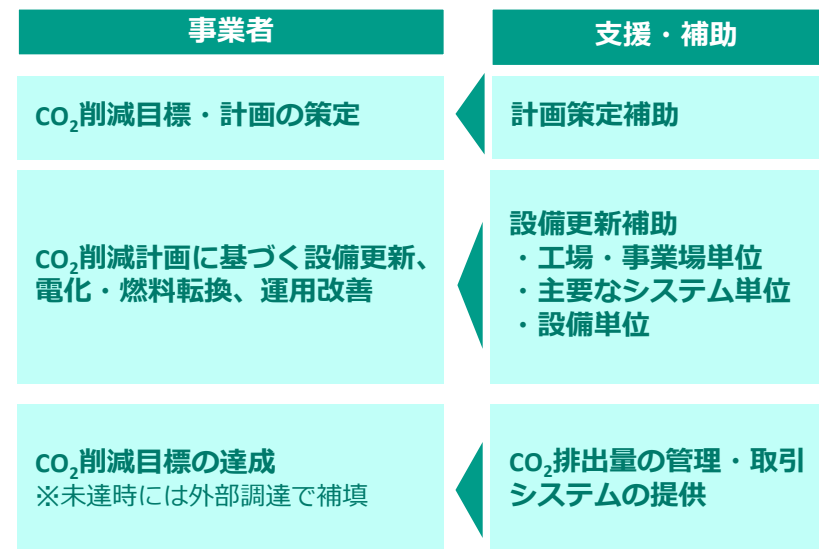 事業者
支援・補助
CO₂削減目標・計画の策定
計画策定補助
CO₂削減計画に基づく設備更新、
電化・燃料転換、運用改善
設備更新補助
・工場・事業場単位
・主要なシステム単位
・設備単位
CO₂削減目標の達成
※未達時には外部調達で補填
CO₂排出量の管理・取引
システムの提供